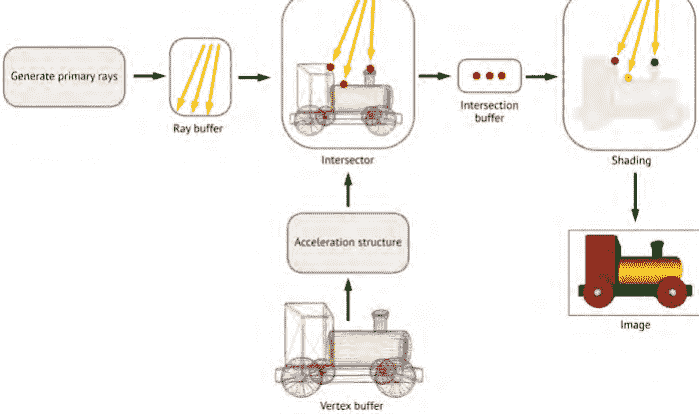 Generate primary rays
Ray buffer
Intersector
Intersection
buffer
Shading
Acceleration structure
Image
Vertex buffer